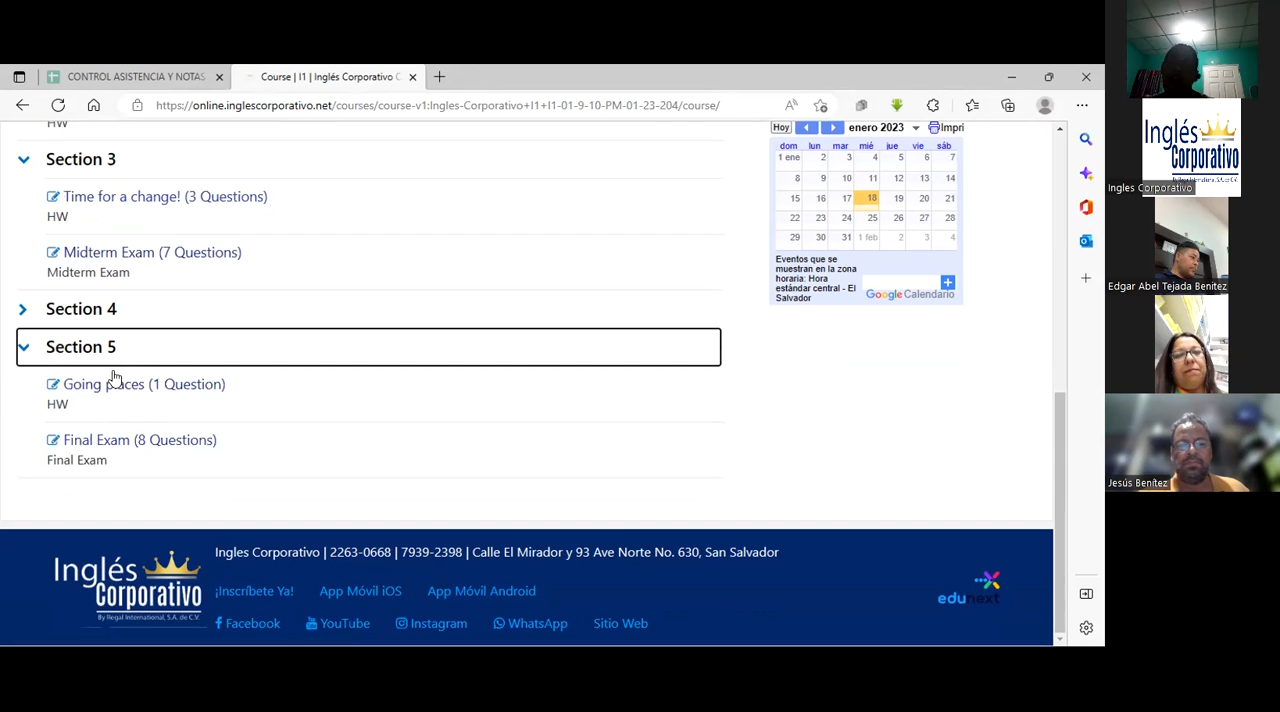 CONTROL ASISTENCIA Y NOTAS
Course | I1 | Inglés Corporativo C
https://online.inglescorporativo.net/courses/course-v1:Ingles-Corporativo+I1+I1-01-9-10-PM-01-23-204/course/
HW
Section 3
Time for a change! (3 Questions)
HW
Midterm Exam (7 Questions)
Midterm Exam
Section 4
Section 5
Going places (1 Question)
HW
Final Exam (8 Questions)
Final Exam
Hoy enero 2023 Impri
dom lun mar mié jue vie sáb
1 ene 2 3 4 5 6 7
8 9 10 11 12 13 14
15 16 17 18 19 20 21
22 23 24 25 26 27 28
29 30 31 1 feb 2 3 4
Eventos que se
muestran en la zona
horaria: Hora
estándar central - El
Salvador
Google Calendario
Inglés
Corporativo
By Regal International, S.A. de C.V.
Ingles Corporativo | 2263-0668 | 7939-2398 | Calle El Mirador y 93 Ave Norte No. 630, San Salvador
¡Inscríbete Ya! App Móvil iOS App Móvil Android
Facebook YouTube Instagram WhatsApp Sitio Web
edunext
Inglés
Corporativo
Ingles Corporativo
Edgar Abel Tejada Benitez
Jesús Benítez